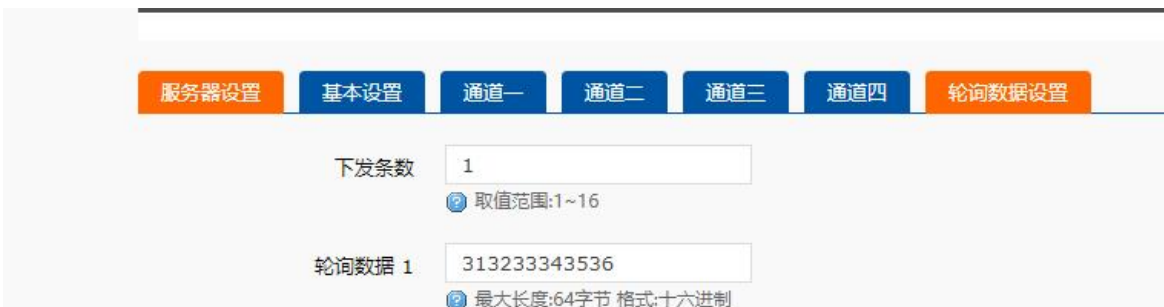 服务器设置 基本设置 通道一 通道二 通道三 通道四 轮询数据设置
下发条数 1
取值范围:1~16
轮询数据 1 313233343536
最大长度:64字节 格式:十六进制